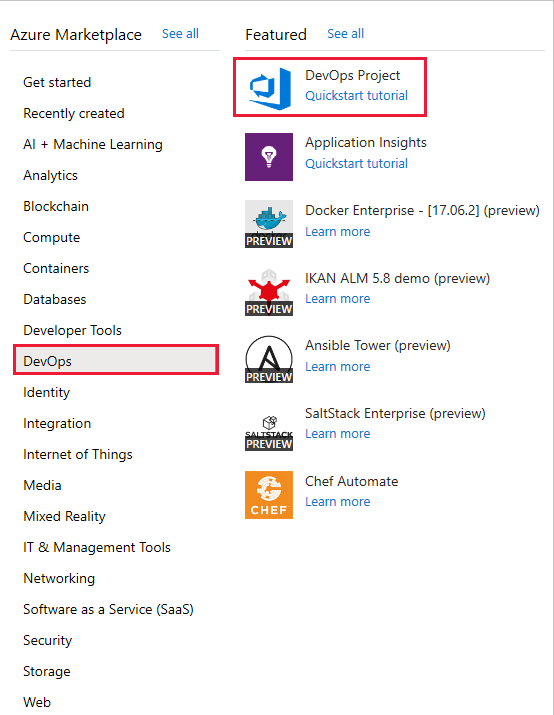 Azure Marketplace See all
Get started
Recently created
AI + Machine Learning
Analytics
Blockchain
Compute
Containers
Databases
Developer Tools
DevOps
Identity
Integration
Internet of Things
Media
Mixed Reality
IT & Management Tools
Networking
Software as a Service (SaaS)
Security
Storage
Web
Featured See all
DevOps Project
Quickstart tutorial
Application Insights
Quickstart tutorial
PREVIEW
Docker Enterprise - [17.06.2] (preview)
Learn more
PREVIEW
IKAN ALM 5.8 demo (preview)
Learn more
PREVIEW
Ansible Tower (preview)
Learn more
SALTSTACK
PREVIEW
SaltStack Enterprise (preview)
Learn more
CHEF
Chef Automate
Learn more